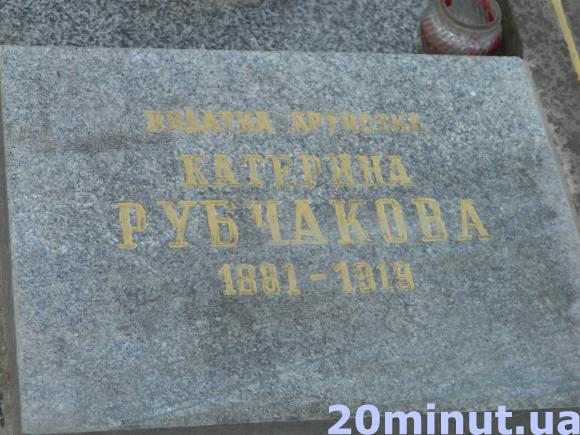 ВИДАТНА АРТИСТКА
КАТЕРИНА
РУБЧАКОВА
1881 - 1919
20minut.ua